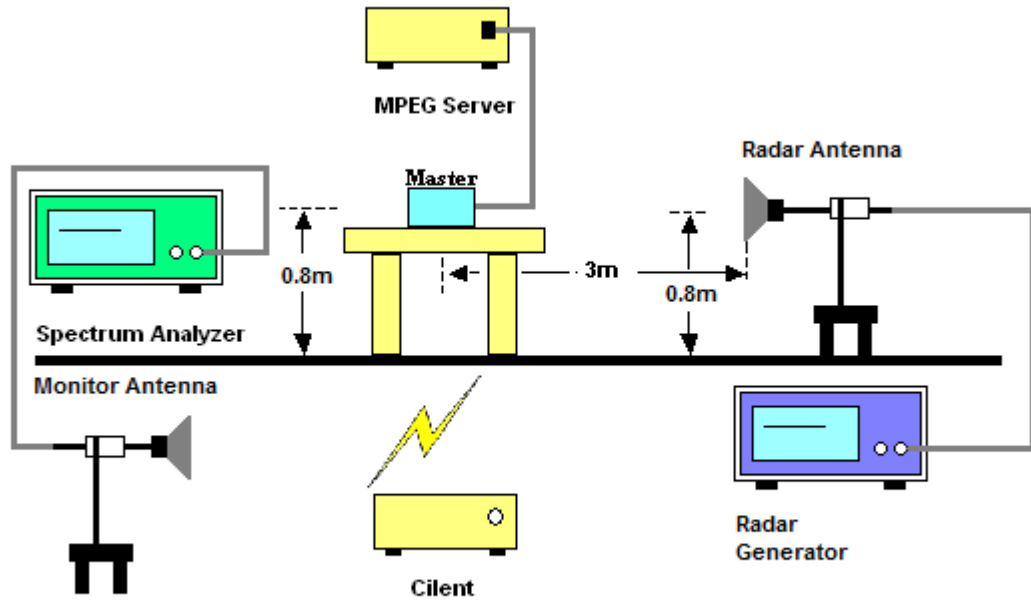 MPEG Server
Master
Radar Antenna
0.8m
3m
0.8m
Spectrum Analyzer
Monitor Antenna
Radar
Generator
Cilent